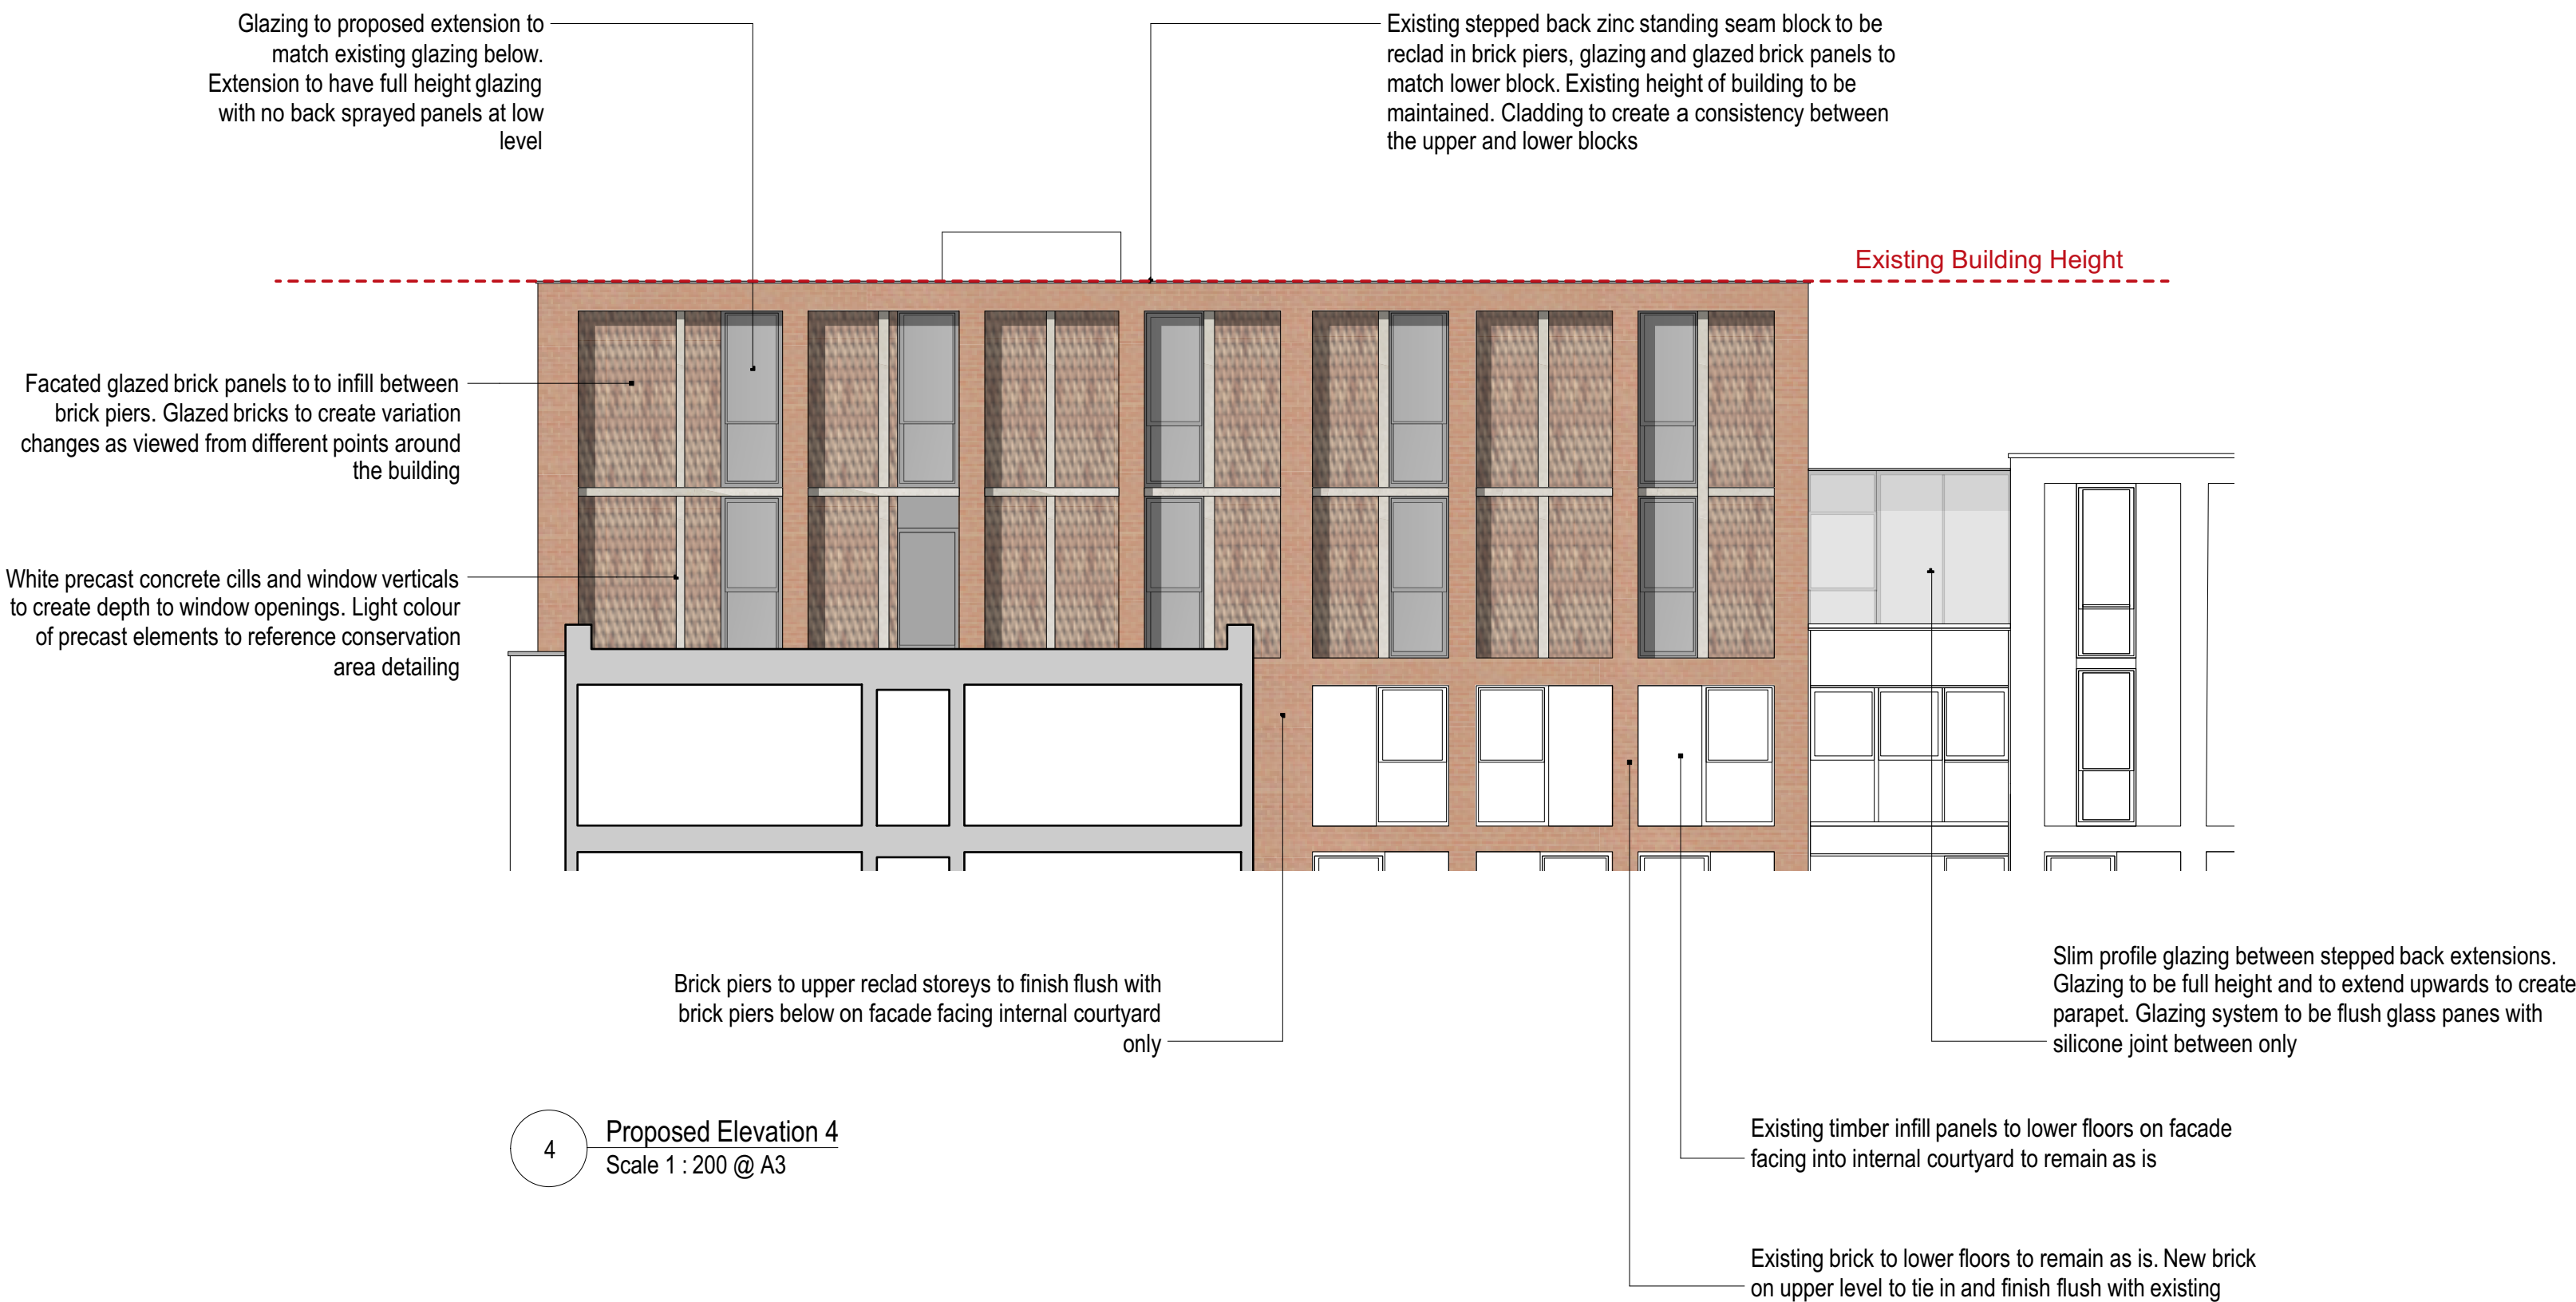 Glazing to proposed extension to
match existing glazing below.
Extension to have full height glazing
with no back sprayed panels at low
level
Existing stepped back zinc standing seam block to be
reclad in brick piers, glazing and glazed brick panels to
match lower block. Existing height of building to be
maintained. Cladding to create a consistency between
the upper and lower blocks
Existing Building Height
Facated glazed brick panels to to infill between
brick piers. Glazed bricks to create variation
changes as viewed from different points around
the building
White precast concrete cills and window verticals
to create depth to window openings. Light colour
of precast elements to reference conservation
area detailing
Brick piers to upper reclad storeys to finish flush with
brick piers below on facade facing internal courtyard
only
Slim profile glazing between stepped back extensions.
Glazing to be full height and to extend upwards to create
parapet. Glazing system to be flush glass panes with
silicone joint between only
4
Proposed Elevation 4
Scale 1 : 200 @ A3
Existing timber infill panels to lower floors on facade
facing into internal courtyard to remain as is
Existing brick to lower floors to remain as is. New brick
on upper level to tie in and finish flush with existing